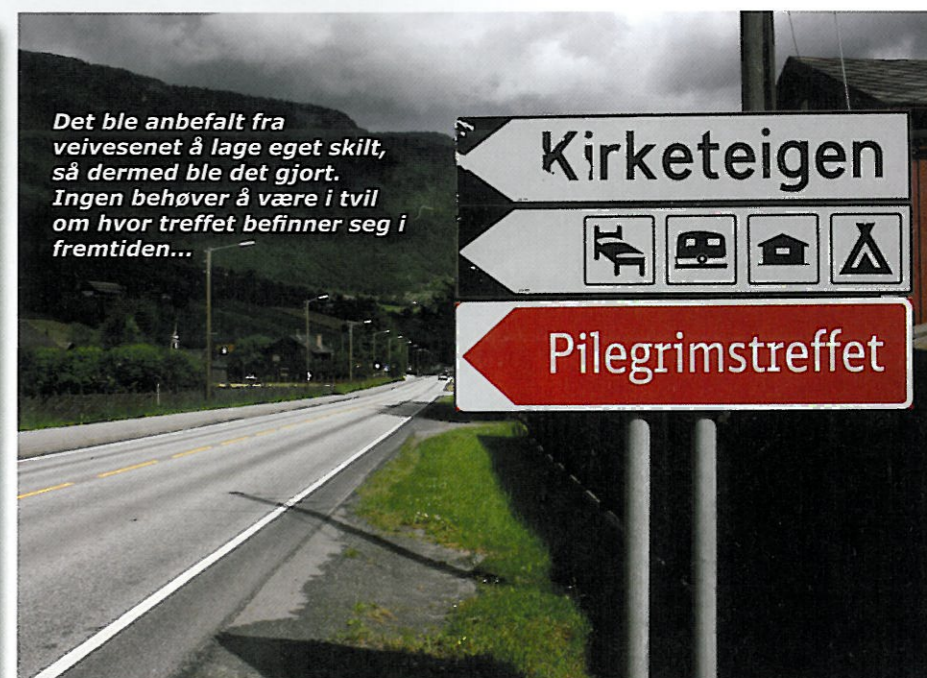 Det ble anbefalt fra
veivesenet å lage eget skilt,
så dermed ble det gjort.
Ingen behøver å være i tvil
om hvor treffet befinner seg i
fremtiden...
Kirketeigen
Pilegrimstreffet